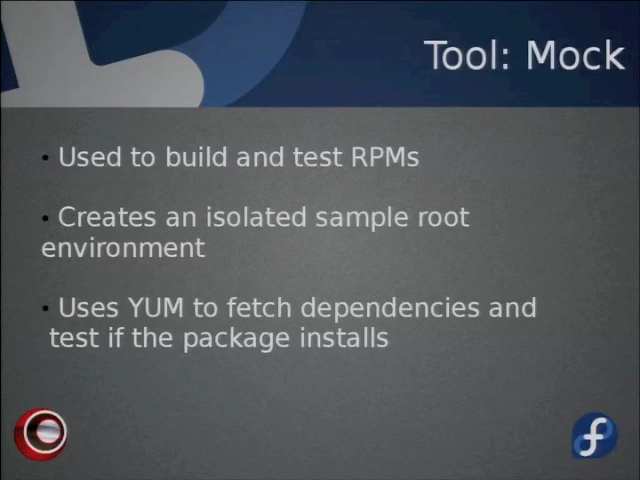 Tool: Mock
• Used to build and test RPMs
• Creates an isolated sample root
environment
• Uses YUM to fetch dependencies and
test if the package installs